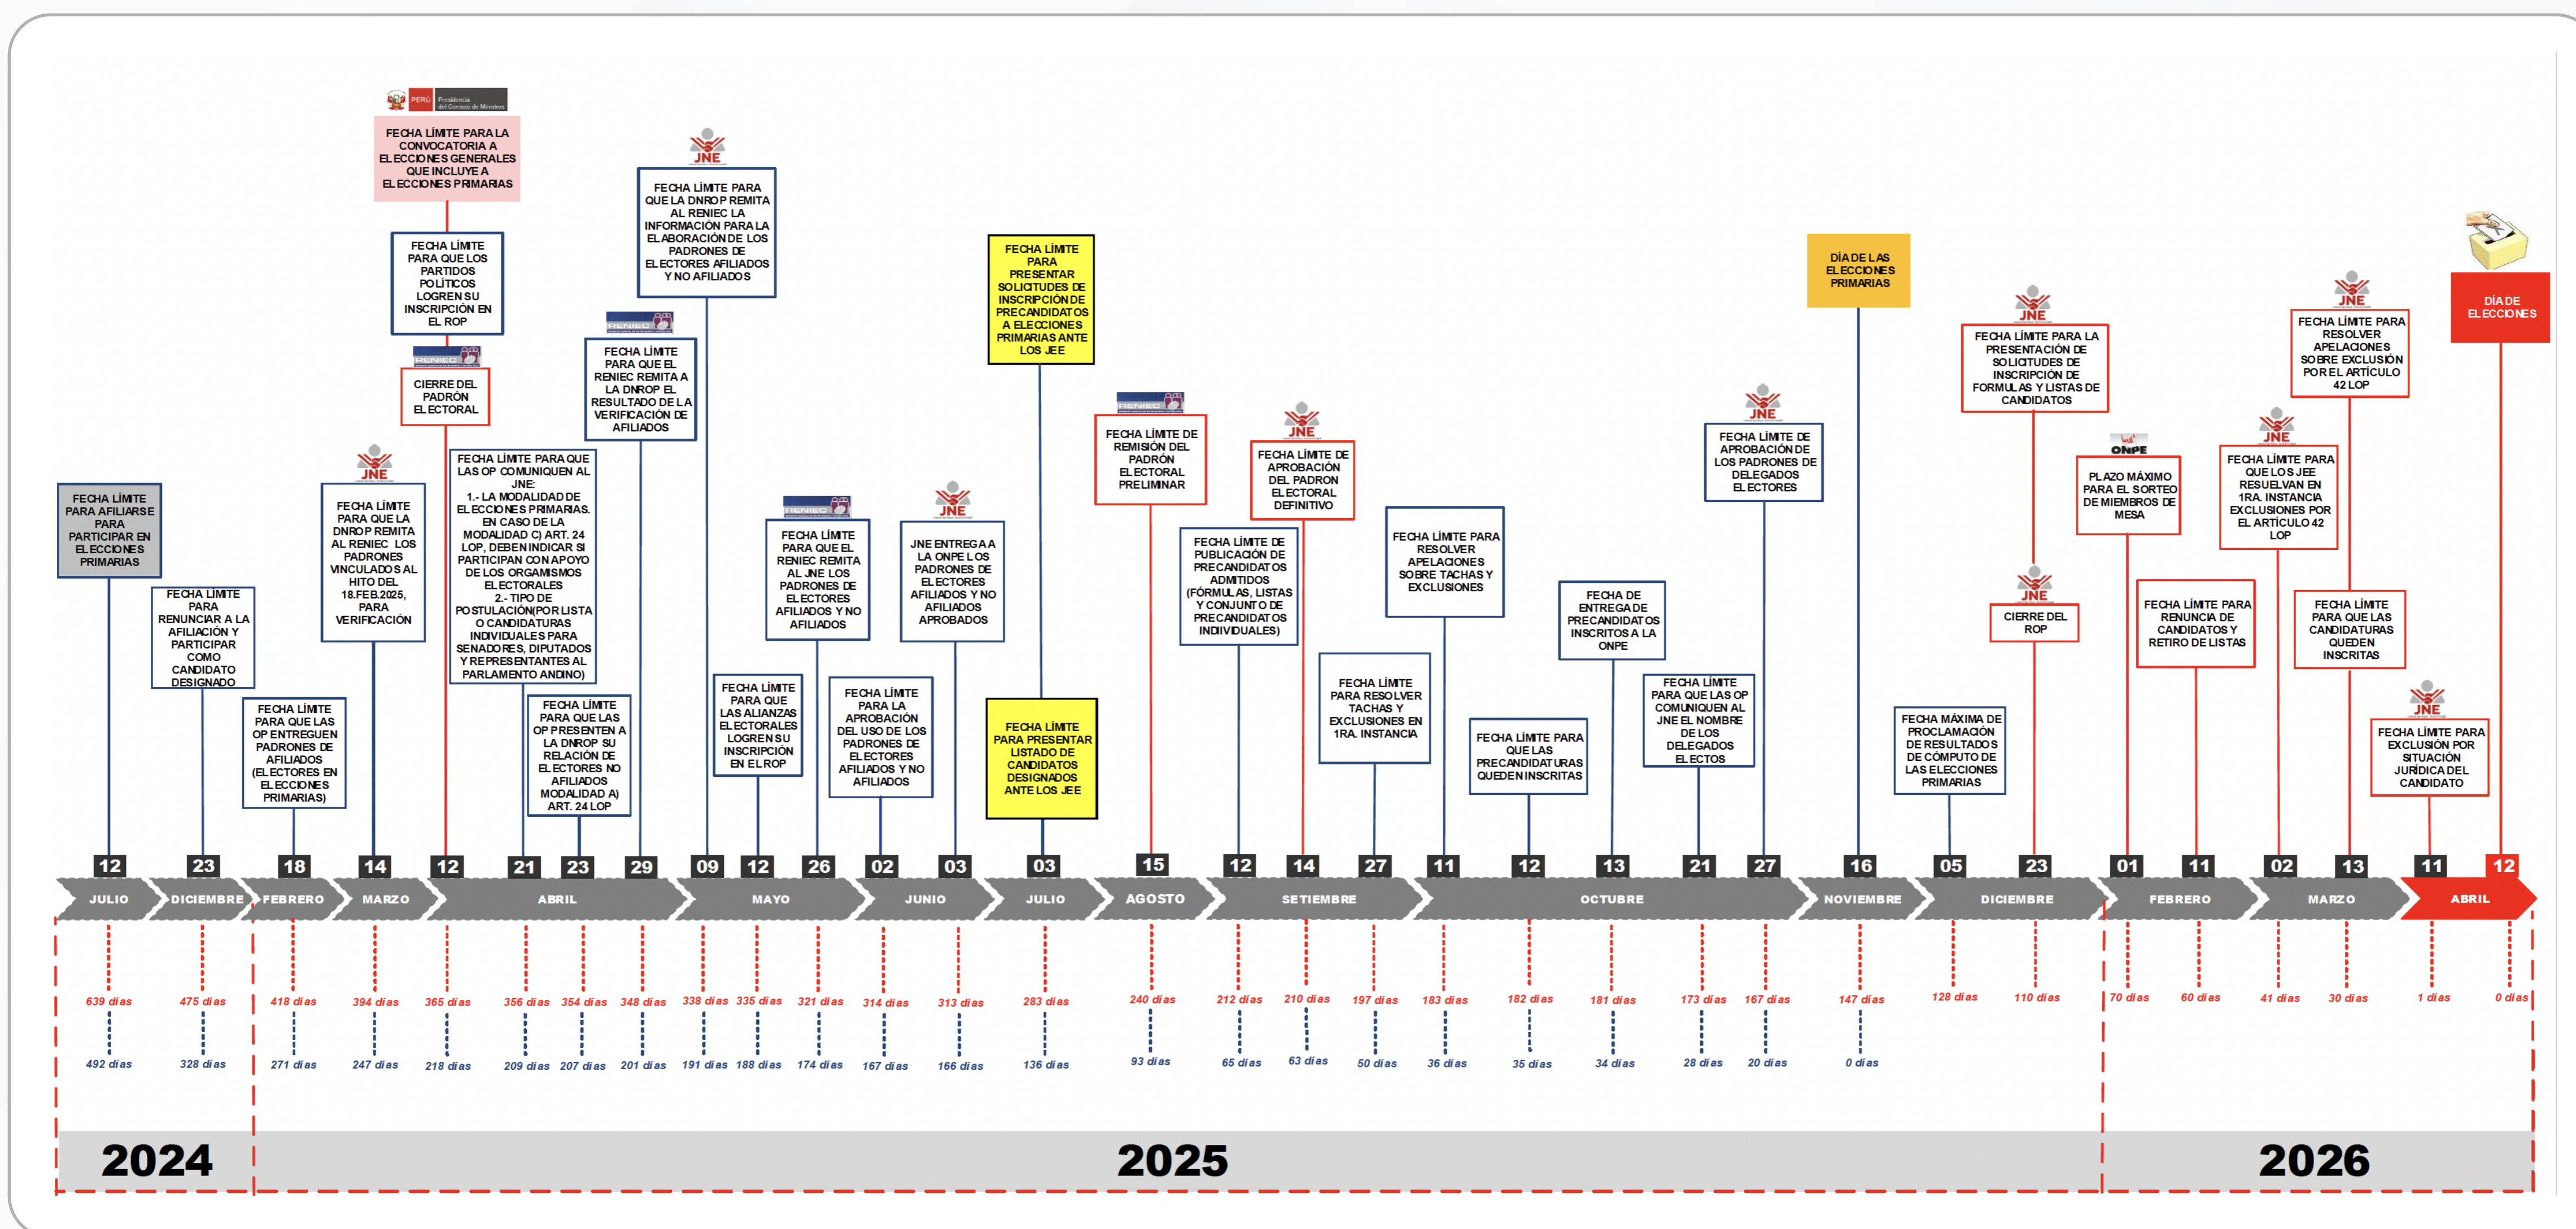 PERÚ
Presidencia
del Consejo de Ministros
FECHA LÍMITE PARA LA
CONVOCATORIA A
ELECCIONES GENERALES
QUE INCLUYE A
ELECCIONES PRIMARIAS
FECHA LÍMITE
PARA QUE LOS
PARTIDOS
POLÍTICOS
LOGREN SU
INSCRIPCIÓN EN
EL ROP
RENIEC
CIERRE DEL
PADRÓN
ELECTORAL
FECHA LÍMITE
PARA AFILIARSE
PARA
PARTICIPAR EN
ELECCIONES
PRIMARIAS
FECHA LÍMITE
PARA
RENUNCIAR A LA
AFILIACIÓN Y
PARTICIPAR
COMO
CANDIDATO
DESIGNADO
FECHA LÍMITE
PARA QUE LAS
OP ENTREGUEN
PADRONES DE
AFILIADOS
(ELECTORES EN
ELECCIONES
PRIMARIAS)
JNE
FECHA LÍMITE
PARA QUE LA
DNROP REMITA
AL RENIEC LOS
PADRONES
VINCULADOS AL
HITO DEL
18.FEB.2025,
PARA
VERIFICACIÓN
FECHA LÍMITE PARA QUE
LAS OP COMUNIQUEN AL
JNE:
1.- LA MODALIDAD DE
ELECCIONES PRIMARIAS.
EN CASO DE LA
MODALIDAD C) ART. 24
LOP, DEBEN INDICAR SI
PARTICIPAN CON APOYO
DE LOS ORGAMISMOS
ELECTORALES
2.- TIPO DE
POSTULACIÓN(POR LISTA
O CANDIDATURAS
INDIVIDUALES PARA
SENADORES, DIPUTADOS
Y REPRESENTANTES AL
PARLAMENTO ANDINO)
FECHA LÍMITE
PARA QUE LAS
OP PRESENTEN A
LA DNROP SU
RELACIÓN DE
ELECTORES NO
AFILIADOS
MODALIDAD A)
ART. 24 LOP
RENIEC
FECHA LÍMITE
PARA QUE EL
RENIEC REMITA A
LA DNROP EL
RESULTADO DE LA
VERIFICACIÓN DE
AFILIADOS
JNE
FECHA LÍMITE PARA
QUE LA DNROP REMITA
AL RENIEC LA
INFORMACIÓN PARA LA
ELABORACIÓN DE LOS
PADRONES DE
ELECTORES AFILIADOS
Y NO AFILIADOS
FECHA LÍMITE
PARA QUE
LAS ALIANZAS
ELECTORALES
LOGREN SU
INSCRIPCIÓN
EN EL ROP
RENIEC
FECHA LÍMITE
PARA QUE EL
RENIEC REMITA
AL JNE LOS
PADRONES DE
ELECTORES
AFILIADOS Y NO
AFILIADOS
FECHA LÍMITE
PARA LA
APROBACIÓN
DEL USO DE LOS
PADRONES DE
ELECTORES
AFILIADOS Y NO
AFILIADOS
JNE
JNE ENTREGA A
LA ONPE LOS
PADRONES DE
ELECTORES
AFILIADOS Y NO
AFILIADOS
APROBADOS
FECHA LÍMITE
PARA
PRESENTAR
SOLICITUDES DE
INSCRIPCIÓN DE
PRECANDIDATOS
A ELECCIONES
PRIMARIAS ANTE
LOS JEE
FECHA LÍMITE
PARA PRESENTAR
LISTADO DE
CANDIDATOS
DESIGNADOS
ANTE LOS JEE
RENIEC
FECHA LÍMITE DE
REMISIÓN DEL
PADRÓN
ELECTORAL
PRELIMINAR
FECHA LÍMITE DE
PUBLICACIÓN DE
PRECANDIDATOS
ADMITIDOS
(FÓRMULAS, LISTAS
Y CONJUNTO DE
PRECANDIDATOS
INDIIVIDUALES)
JNE
FECHA LÍMITE DE
APROBACIÓN
DEL PADRON
ELECTORAL
DEFINITIVO
FECHA LÍMITE
PARA RESOLVER
TACHAS Y
EXCLUSIONES EN
1RA. INSTANCIA
FECHA LÍMITE PARA
RESOLVER
APELACIONES
SOBRE TACHAS Y
EXCLUSIONES
FECHA LÍMITE PARA
QUE LAS
PRECANDIDATURAS
QUEDEN INSCRITAS
FECHA DE
ENTREGA DE
PRECANDIDATOS
INSCRITOS A LA
ONPE
FECHA LÍMITE
PARA QUE LAS OP
COMUNIQUEN AL
JNE EL NOMBRE
DE LOS
DELEGADOS
ELECTOS
JNE
FECHA LÍMITE DE
APROBACIÓN DE
LOS PADRONES DE
DELEGADOS
ELECTORES
DÍA DE LAS
ELECCIONES
PRIMARIAS
FECHA MÁXIMA DE
PROCLAMACIÓN
DE RESULTADOS
DE CÓMPUTO DE
LAS ELECCIONES
PRIMARIAS
JNE
FECHA LÍMITE PARA LA
PRESENTACIÓN DE
SOLICITUDES DE
INSCRIPCIÓN DE
FORMULAS Y LISTAS DE
CANDIDATOS
JNE
CIERRE DEL
ROP
ONPE
PLAZO MÁXIMO
PARA EL SORTEO
DE MIEMBROS DE
MESA
FECHA LÍMITE PARA
RENUNCIA DE
CANDIDATOS Y
RETIRO DE LISTAS
JNE
FECHA LÍMITE PARA
QUE LOS JEE
RESUELVAN EN
1RA. INSTANCIA
EXCLUSIONES POR
EL ARTÍCULO 42
LOP
JNE
FECHA LÍMITE PARA
RESOLVER
APELACIONES
SOBRE EXCLUSIÓN
POR EL ARTÍCULO
42 LOP
FECHA LÍMITE
PARA QUE LAS
CANDIDATURAS
QUEDEN
INSCRITAS
JNE
FECHA LÍMITE PARA
EXCLUSIÓN POR
SITUACIÓN
JURÍDICA DEL
CANDIDATO
DÍA DE
ELECCIONES
12 23 18 14 12 21 23 29 09 12 26 02 03 03 15 12 14 27 11 12 13 21 27 16 05 23 01 11 02 13 11 12
JULIO DICIEMBRE FEBRERO MARZO ABRIL MAYO JUNIO JULIO AGOSTO SETIEMBRE OCTUBRE NOVIEMBRE DICIEMBRE FEBRERO MARZO ABRIL
639 días 475 días 418 días 394 días 365 días 356 días 354 días 348 días 338 días 335 días 321 días 314 días 313 días 283 días 240 días 212 días 210 días 197 días 183 días 182 días 181 días 173 días 167 días 147 días 128 días 110 días 70 días 60 días 41 días 30 días 1 días 0 días
492 días 328 días 271 días 247 días 218 días 209 días 207 días 201 días 191 días 188 días 174 días 167 días 166 días 136 días 93 días 65 días 63 días 50 días 36 días 35 días 34 días 28 días 20 días 0 días
2024 2025 2026